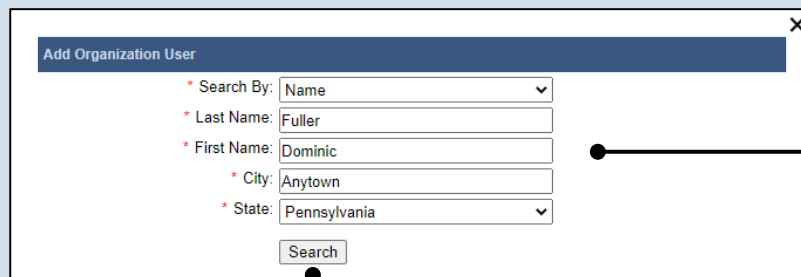 Add Organization User
* Search By: Name
* Last Name: Fuller
* First Name: Dominic
* City: Anytown
* State: Pennsylvania
Search